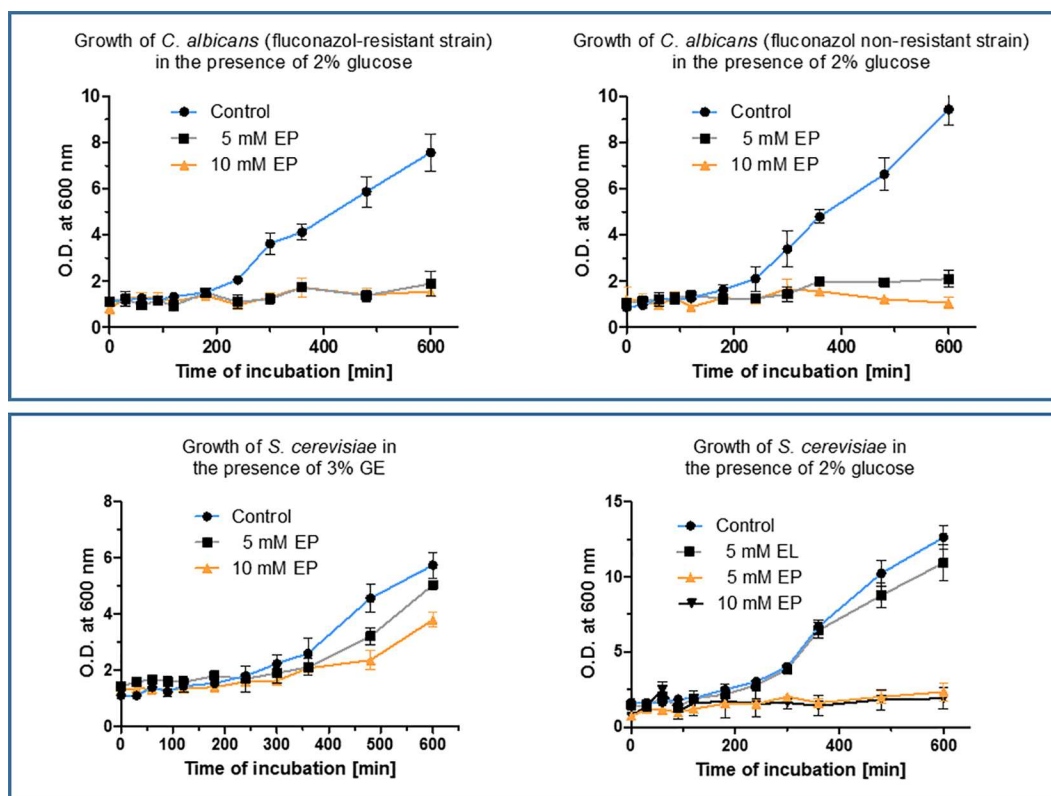 Growth of C. albicans (fluconazol-resistant strain)
in the presence of 2% glucose
10
8
6
4
2
0
O.D. at 600 nm
Control
5 mM EP
10 mM EP
0 200 400 600
Time of incubation [min]
Growth of C. albicans (fluconazol non-resistant strain)
in the presence of 2% glucose
10
8
6
4
2
0
O.D. at 600 nm
Control
5 mM EP
10 mM EP
0 200 400 600
Time of incubation [min]
Growth of S. cerevisiae in
the presence of 3% GE
8
6
4
2
0
O.D. at 600 nm
Control
5 mM EP
10 mM EP
0 100 200 300 400 500 600
Time of incubation [min]
Growth of S. cerevisiae in
the presence of 2% glucose
15
10
5
0
O.D. at 600 nm
Control
5 mM EL
5 mM EP
10 mM EP
0 200 400 600
Time of incubation [min]